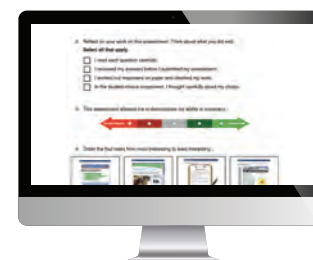 Reflect on your work on this assessment. Think about what you did well.
Select all that apply.
I read each question carefully.
I reviewed my answers before I submitted my assessment.
I worked out responses on paper and checked my work.
In the student-choice component, I thought carefully about my choice.
This assessment allowed me to demonstrate my ability in numeracy.
Order the four tasks from most interesting to least interesting.